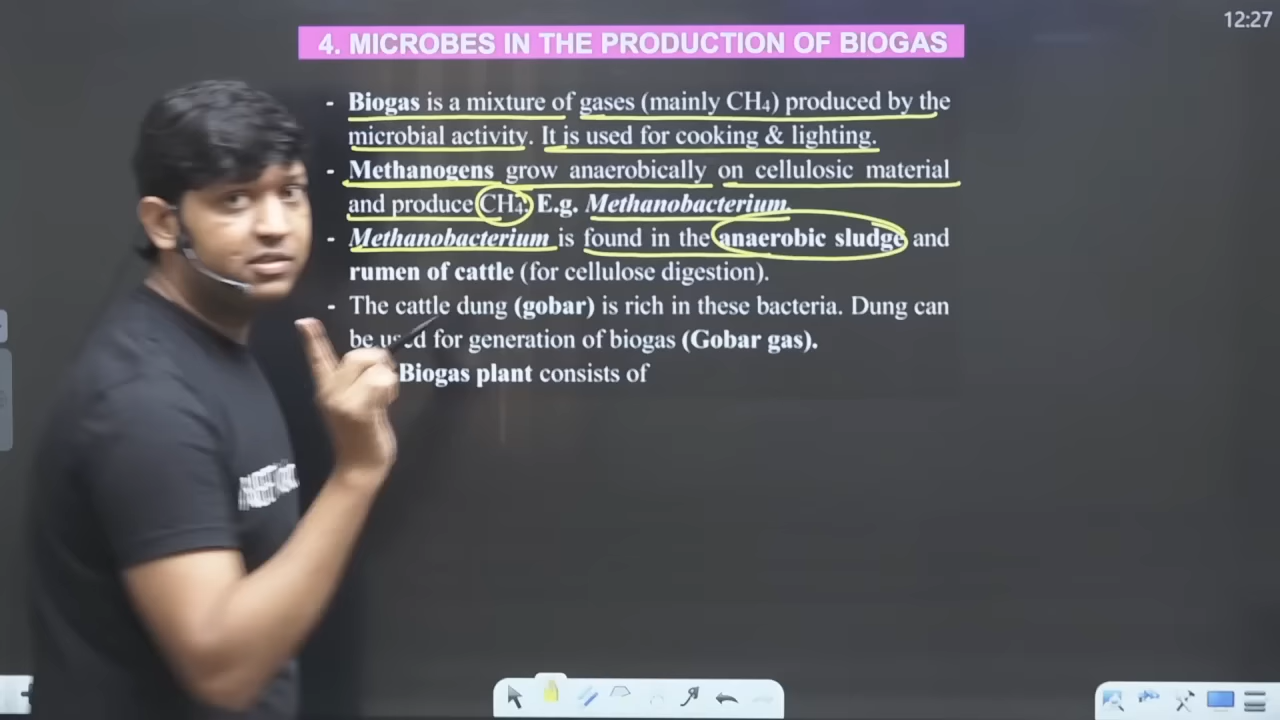 12:27
4. MICROBES IN THE PRODUCTION OF BIOGAS
- Biogas is a mixture of gases (mainly CH₄) produced by the
microbial activity. It is used for cooking & lighting.
- Methanogens grow anaerobically on cellulosic material
and produce CH₄. E.g. Methanobacterium.
- Methanobacterium is found in the anaerobic sludge and
rumen of cattle (for cellulose digestion).
- The cattle dung (gobar) is rich in these bacteria. Dung can
be used for generation of biogas (Gobar gas).
Biogas plant consists of